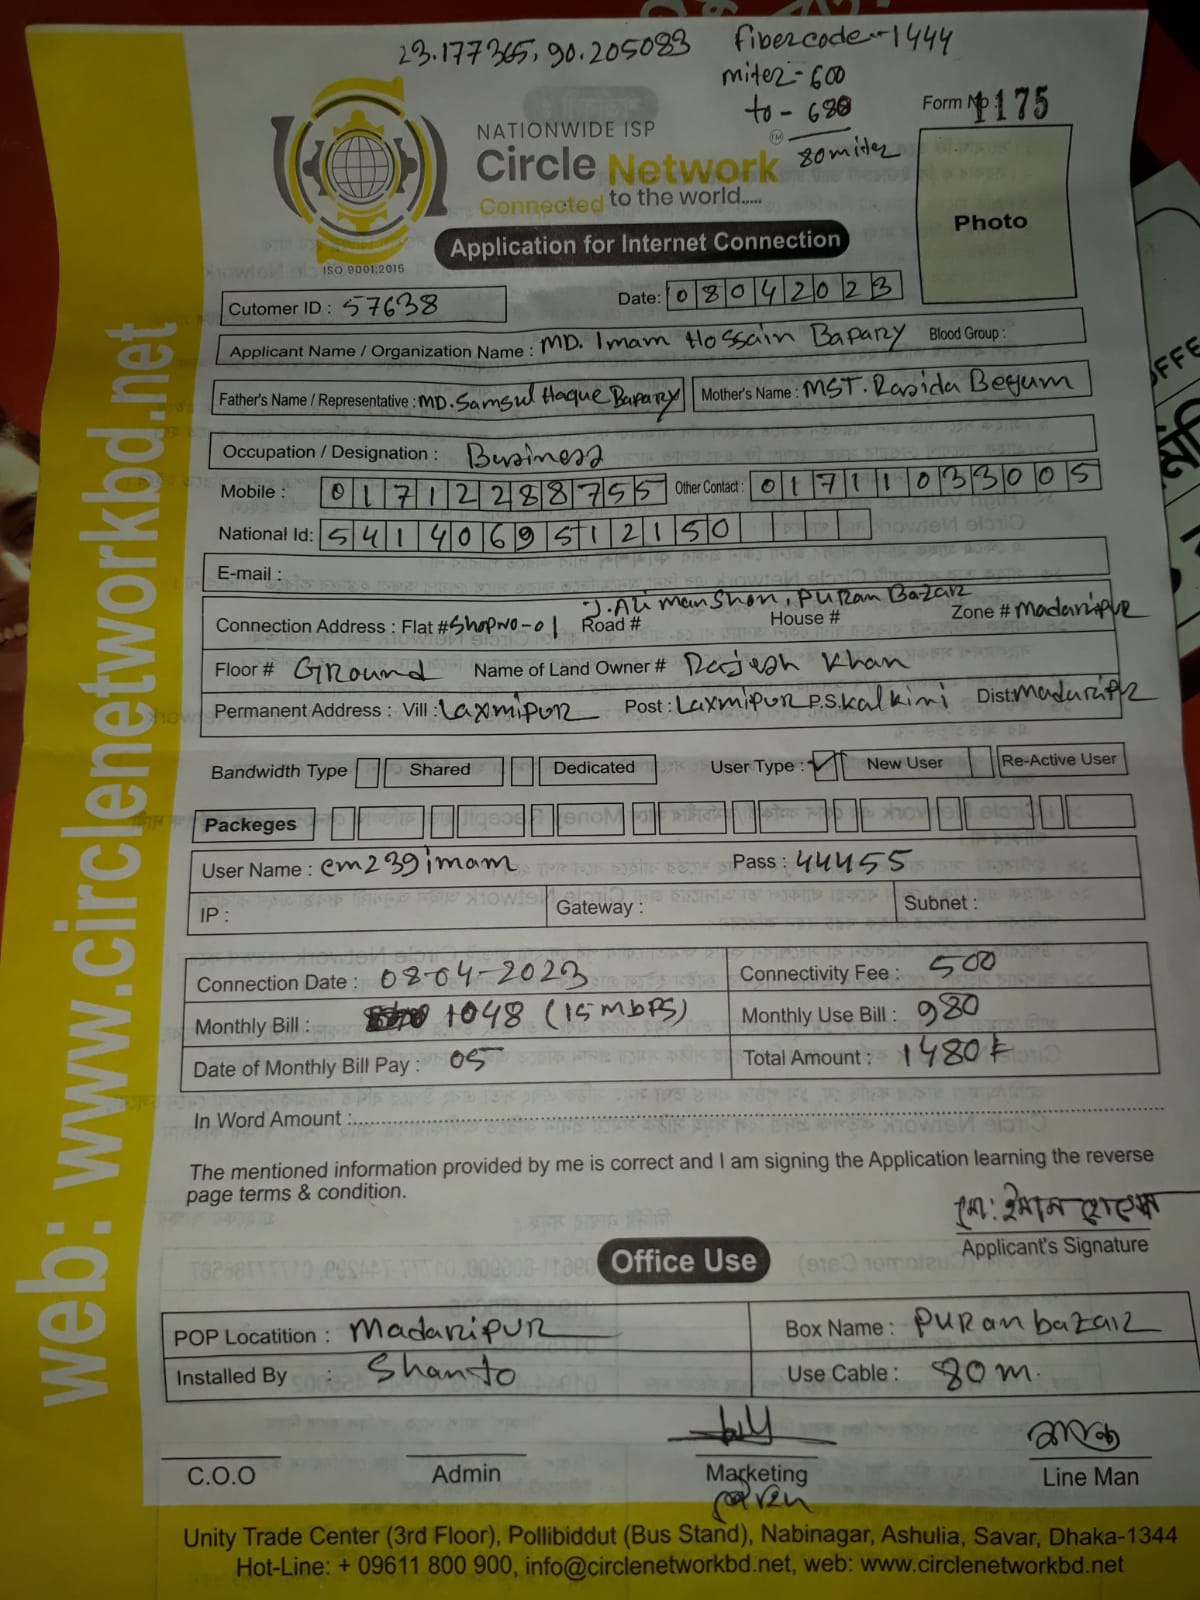 23.177365, 90.205083
fibercode-1444
miter-600
to - 680
80miter
Form No: 1175
NATIONWIDE ISP
Circle Network TM
Connected to the world.....
ISO 9001:2015
Application for Internet Connection
Photo
Cutomer ID : 57638
Date: 08042023
Applicant Name / Organization Name : MD. Imam Hossain Bapary Blood Group :
Father's Name / Representative : MD. Samsul Haque Bapary Mother's Name : MST. Rasida Begum
Occupation / Designation : Business
Mobile : 01712288755 Other Contact : 01711033005
National Id: 5414069512150
E-mail :
J. Ali manshon, Puran Bazar
Connection Address : Flat # Shop NO-01 Road # House # Zone # madaripur
Floor # Ground Name of Land Owner # Rajesh Khan
Permanent Address : Vill : Laxmipur Post : Laxmipur P.S. Kalkini Dist: madaripur
Bandwidth Type Shared Dedicated User Type : ✓ New User Re-Active User
Packeges
User Name : cm239imam Pass : 44455
IP : Gateway : Subnet :
Connection Date : 08-04-2023 Connectivity Fee : 500
Monthly Bill : 1048 (15mbps) Monthly Use Bill : 980
Date of Monthly Bill Pay : 05 Total Amount : 1480
In Word Amount :
The mentioned information provided by me is correct and I am signing the Application learning the reverse
page terms & condition.
মো: ইমাম হোসেন
Applicant's Signature
Office Use
POP Locatition : Madaripur Box Name : Puran bazar
Installed By : Shanto Use Cable : 80m.
C.O.O Admin Marketing Line Man
Unity Trade Center (3rd Floor), Pollibiddut (Bus Stand), Nabinagar, Ashulia, Savar, Dhaka-1344
Hot-Line: + 09611 800 900, info@circlenetworkbd.net, web: www.circlenetworkbd.net
web: www.circlenetworkbd.net